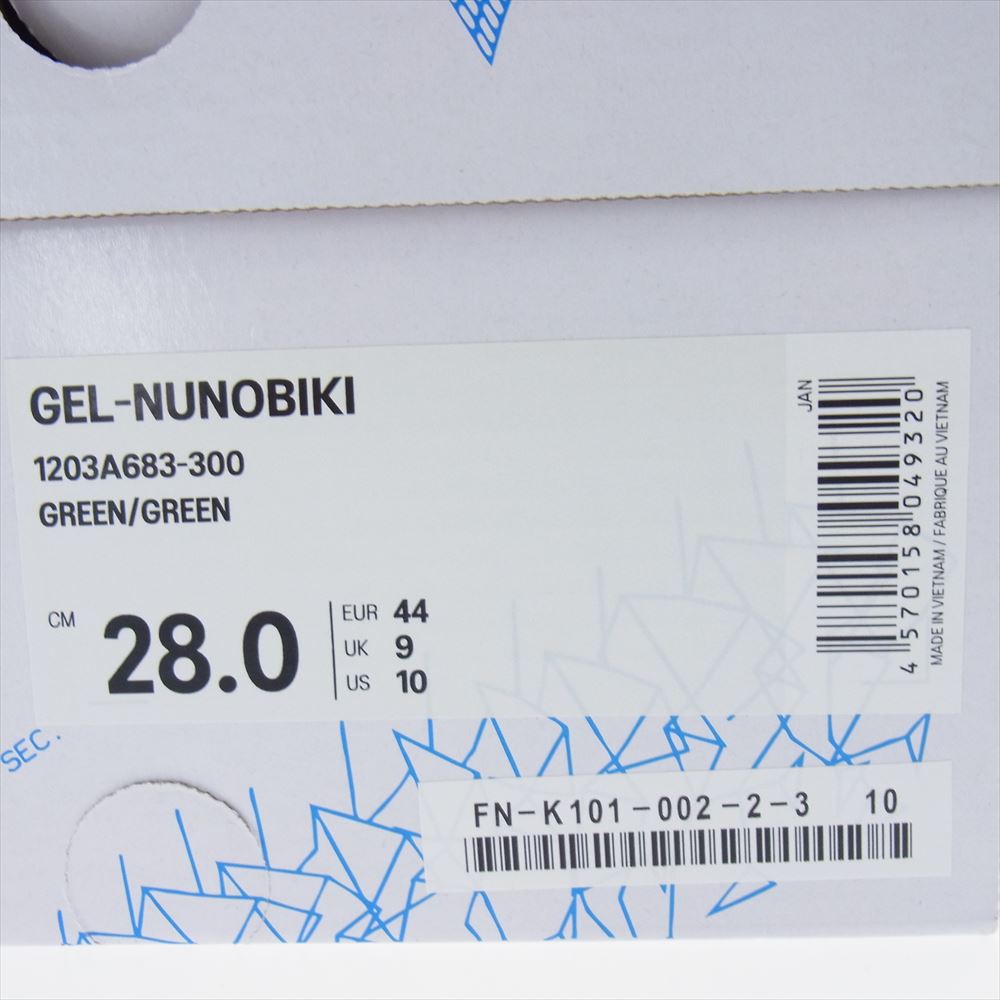 GEL-NUNOBIKI
1203A683-300
GREEN/GREEN
CM 28.0
EUR 44
UK 9
US 10
JAN
4570158049320
MADE IN VIETNAM / FABRIQUE AU VIETNAM
SEC.
FN-K101-002-2-3 10